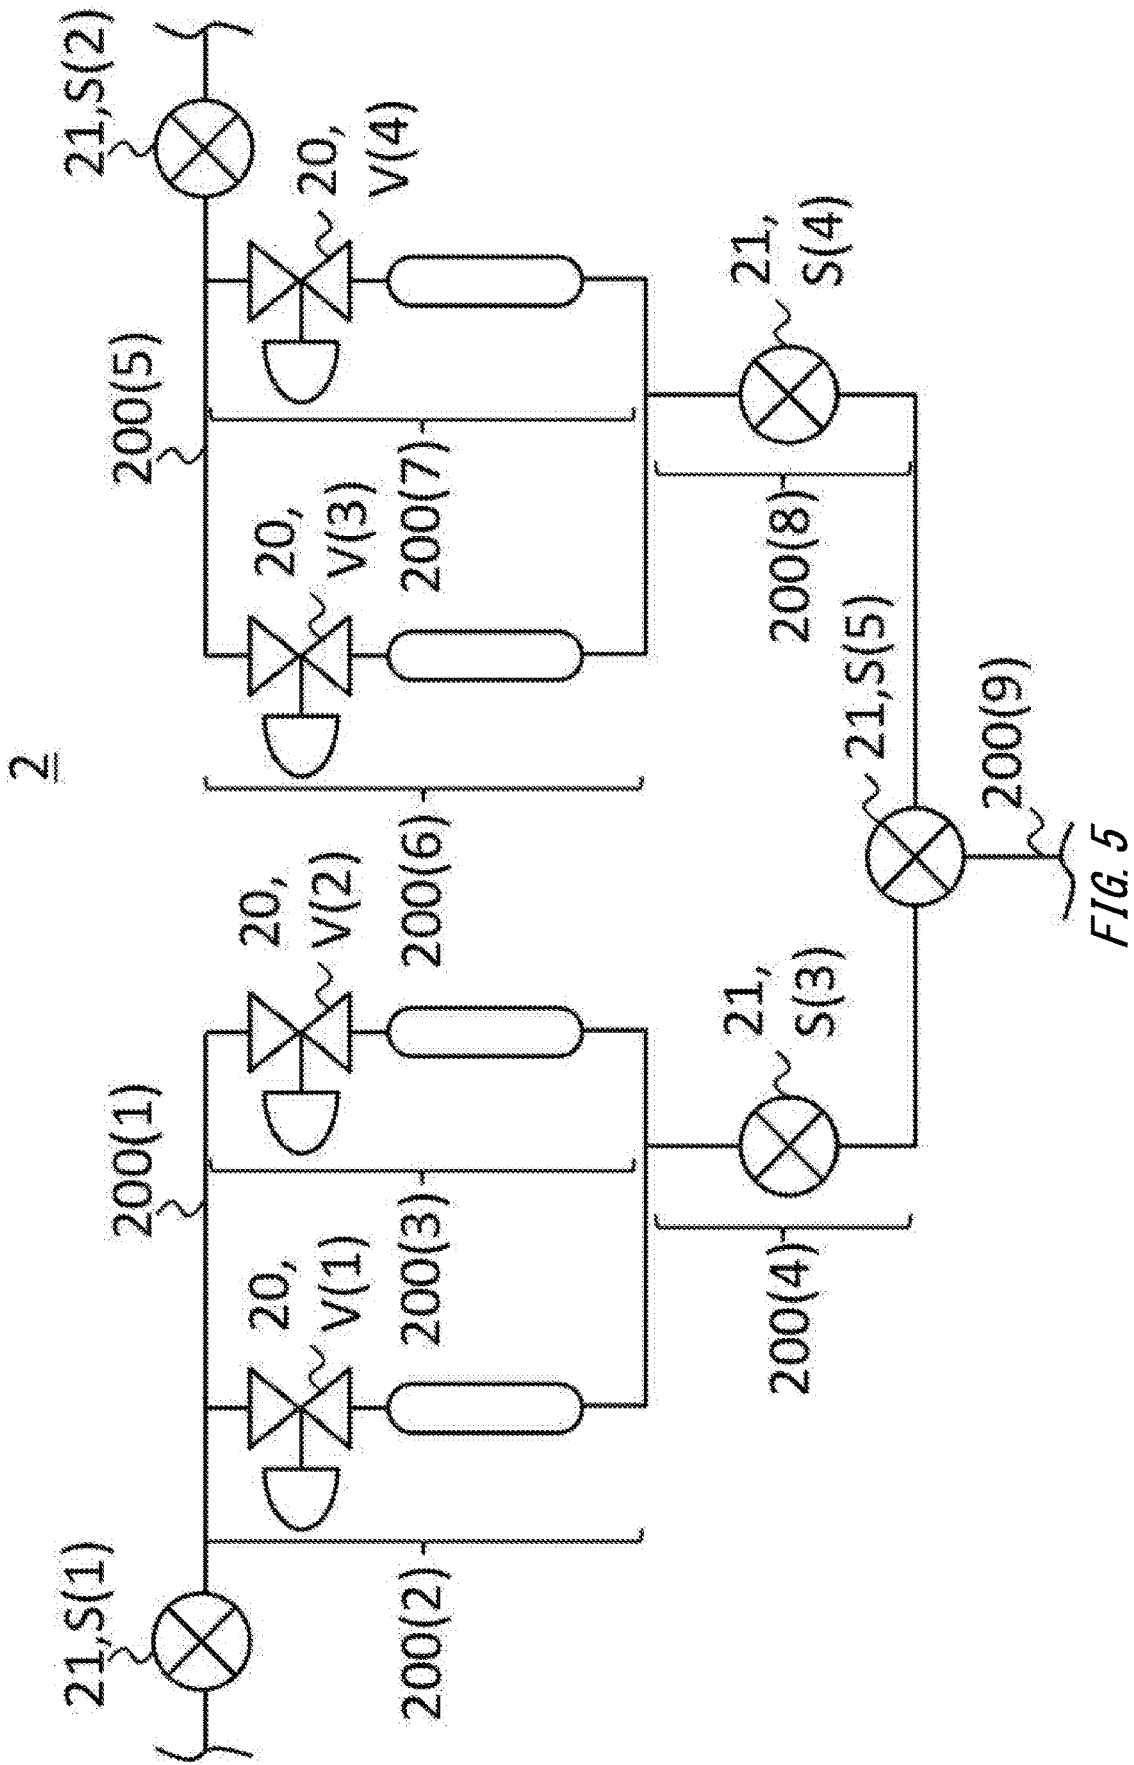 2
21,S(1)
200(1)
200(5)
21,S(2)
20,
V(1)
20,
V(2)
20,
V(3)
20,
V(4)
200(2)
200(3)
200(6)
200(7)
21,
S(3)
21,
S(4)
200(4)
200(8)
21,S(5)
200(9)
FIG. 5